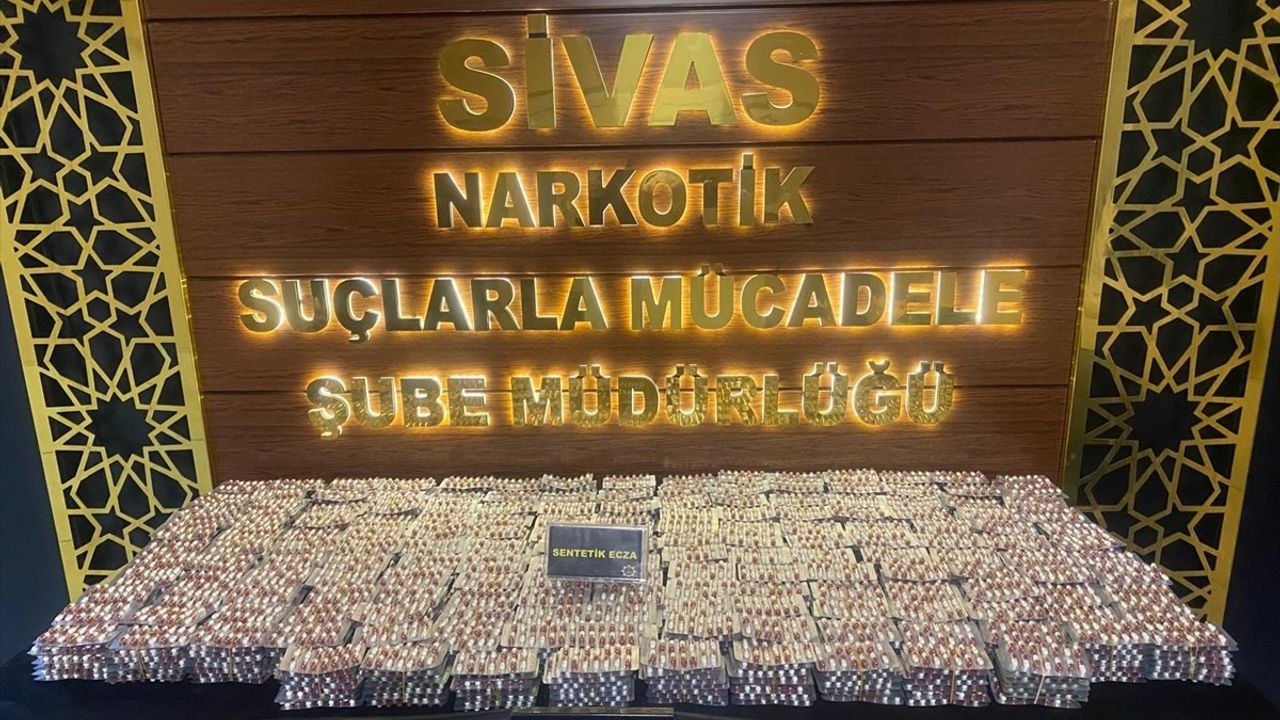 SİVAS
NARKOTİK
SUÇLARLA MÜCADELE
ŞUBE MÜDÜRLÜĞÜ
SENTETİK ECZA